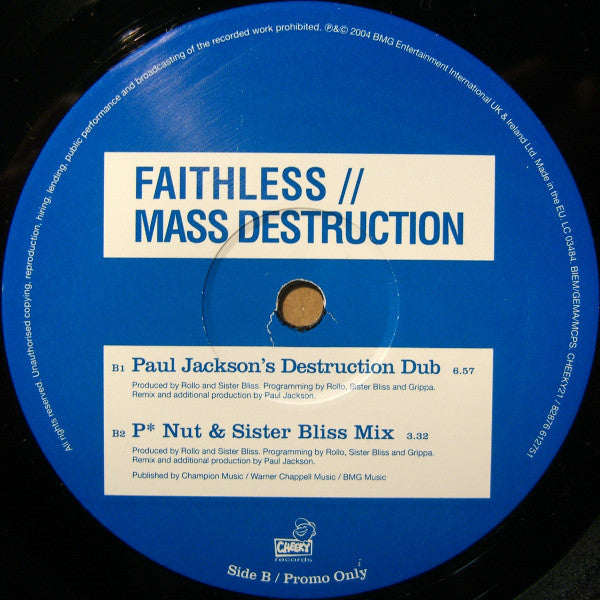 All rights reserved. Unauthorised copying, reproduction, hiring, lending, public performance and broadcasting of the recorded work prohibited. ℗&© 2004 BMG Entertainment International UK & Ireland Ltd. Made in the EU. LC 03484. BIEM/GEMA/MCPS. CHEEKY21 / 82876 612751
FAITHLESS //
MASS DESTRUCTION
B1 Paul Jackson's Destruction Dub 6.57
Produced by Rollo and Sister Bliss. Programming by Rollo, Sister Bliss and Grippa.
Remix and additional production by Paul Jackson.
B2 P* Nut & Sister Bliss Mix 3.32
Produced by Rollo and Sister Bliss. Programming by Rollo, Sister Bliss and Grippa.
Remix and additional production by Paul Jackson.
Published by Champion Music / Warner Chappell Music / BMG Music
CHEEKY
records
Side B / Promo Only